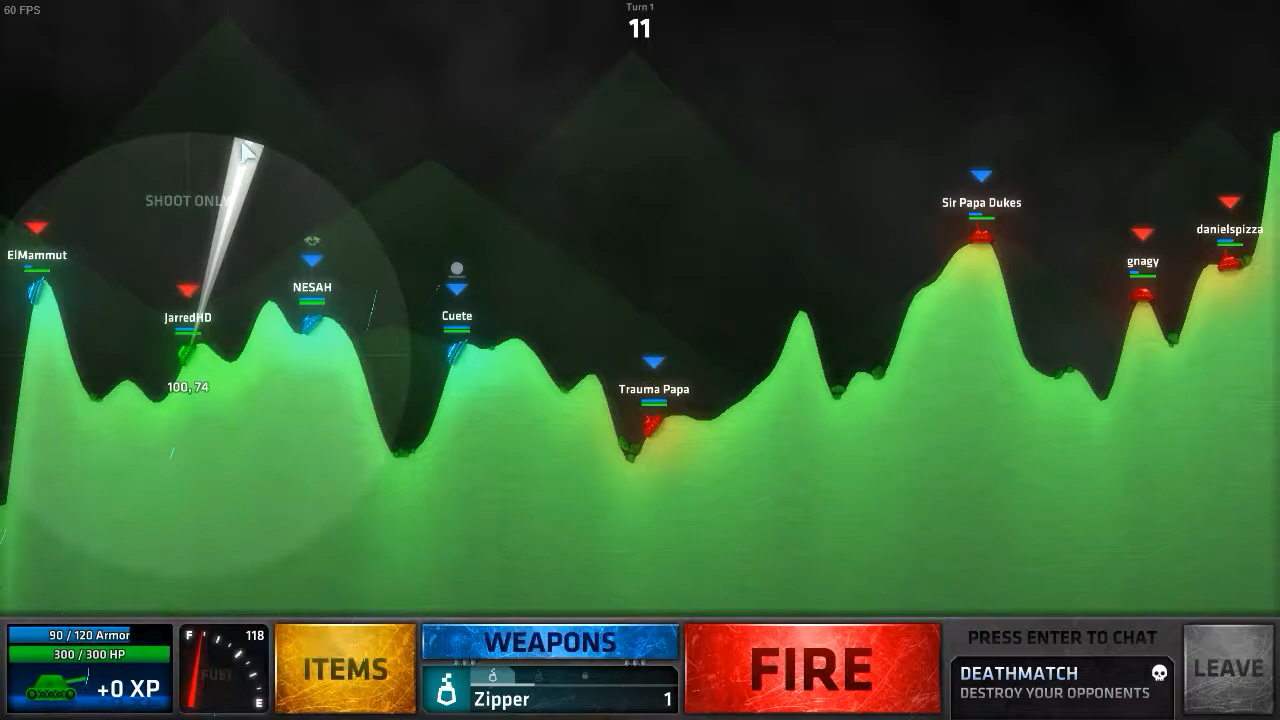 60 FPS
Turn 1
11
SHOOT ONLY
Sir Papa Dukes
danielspizza
ElMammut
gnagy
NESAH
JarredHD
Cuete
100, 74
Trauma Papa
90 / 120 Armor
300 / 300 HP
+0 XP
F
118
FUEL
E
ITEMS
WEAPONS
Zipper
1
FIRE
PRESS ENTER TO CHAT
DEATHMATCH
DESTROY YOUR OPPONENTS
LEAVE